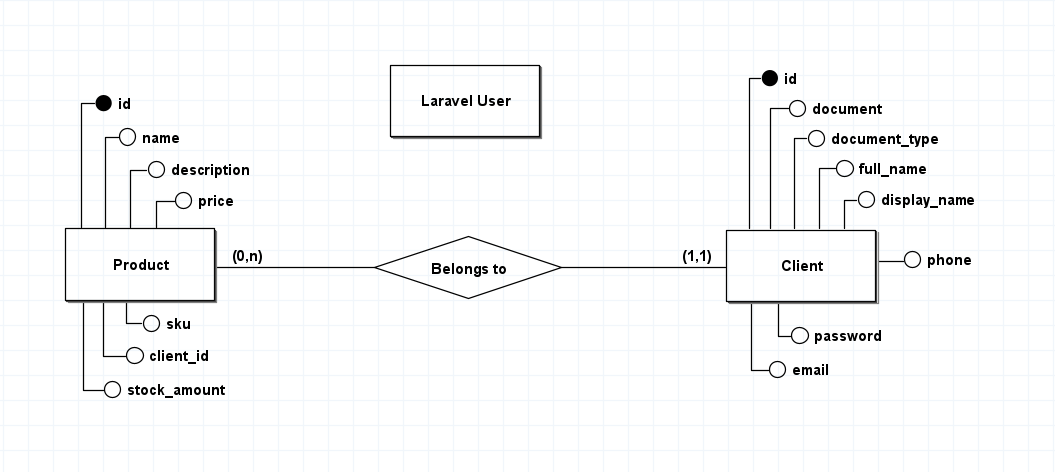 Laravel User
id
name
description
price
Product
sku
client_id
stock_amount
(0,n)
Belongs to
(1,1)
id
document
document_type
full_name
display_name
Client
phone
password
email